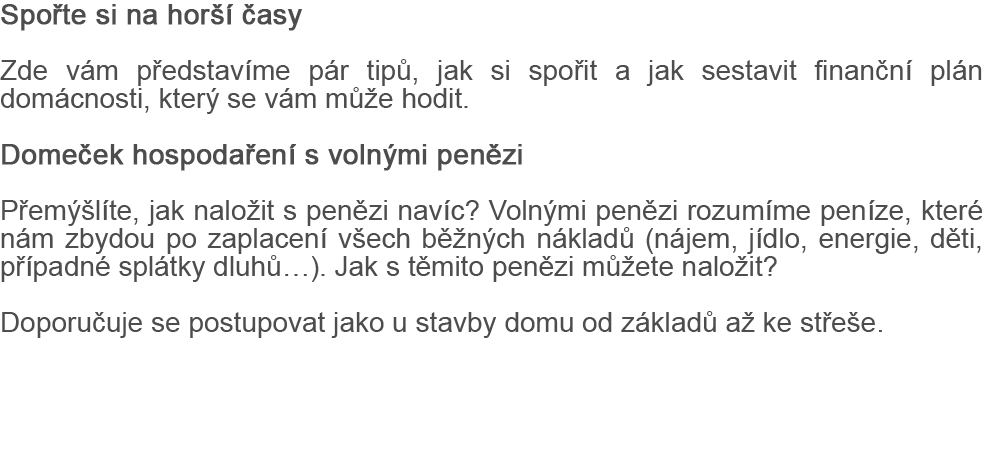 Spořte si na horší časy
Zde vám představíme pár tipů, jak si spořit a jak sestavit finanční plán
domácnosti, který se vám může hodit.
Domeček hospodaření s volnými penězi
Přemýšlíte, jak naložit s penězi navíc? Volnými penězi rozumíme peníze, které
nám zbydou po zaplacení všech běžných nákladů (nájem, jídlo, energie, děti,
případné splátky dluhů…). Jak s těmito penězi můžete naložit?
Doporučuje se postupovat jako u stavby domu od základů až ke střeše.